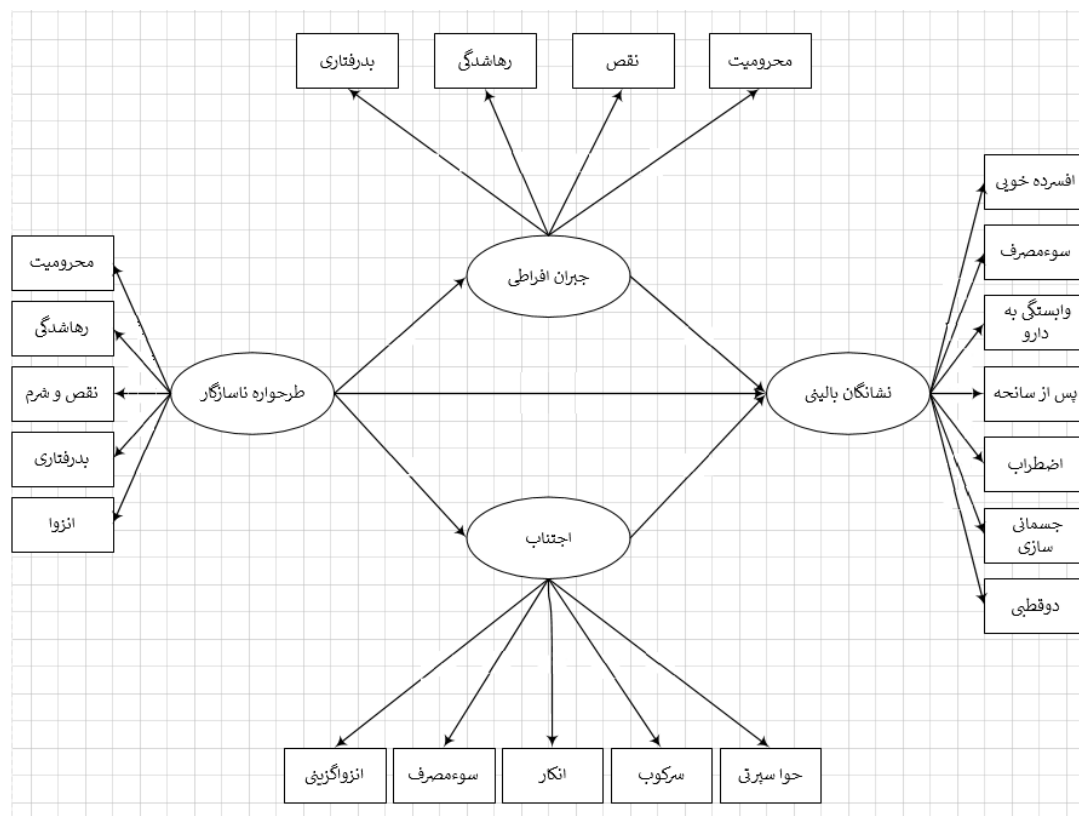 محرومیت
نقص
رهاشدگی
بدرفتاری
افسرده خویی
سوءمصرف
وابستگی به
دارو
پس از سانحه
اضطراب
جسمانی
سازی
دوقطبی
جبران افراطی
نشانگان بالینی
طرحواره ناسازگار
اجتناب
محرومیت
رهاشدگی
نقص و شرم
بدرفتاری
انزوا
حوا سپرتی
سرکوب
انکار
سوءمصرف
انزواگزینی